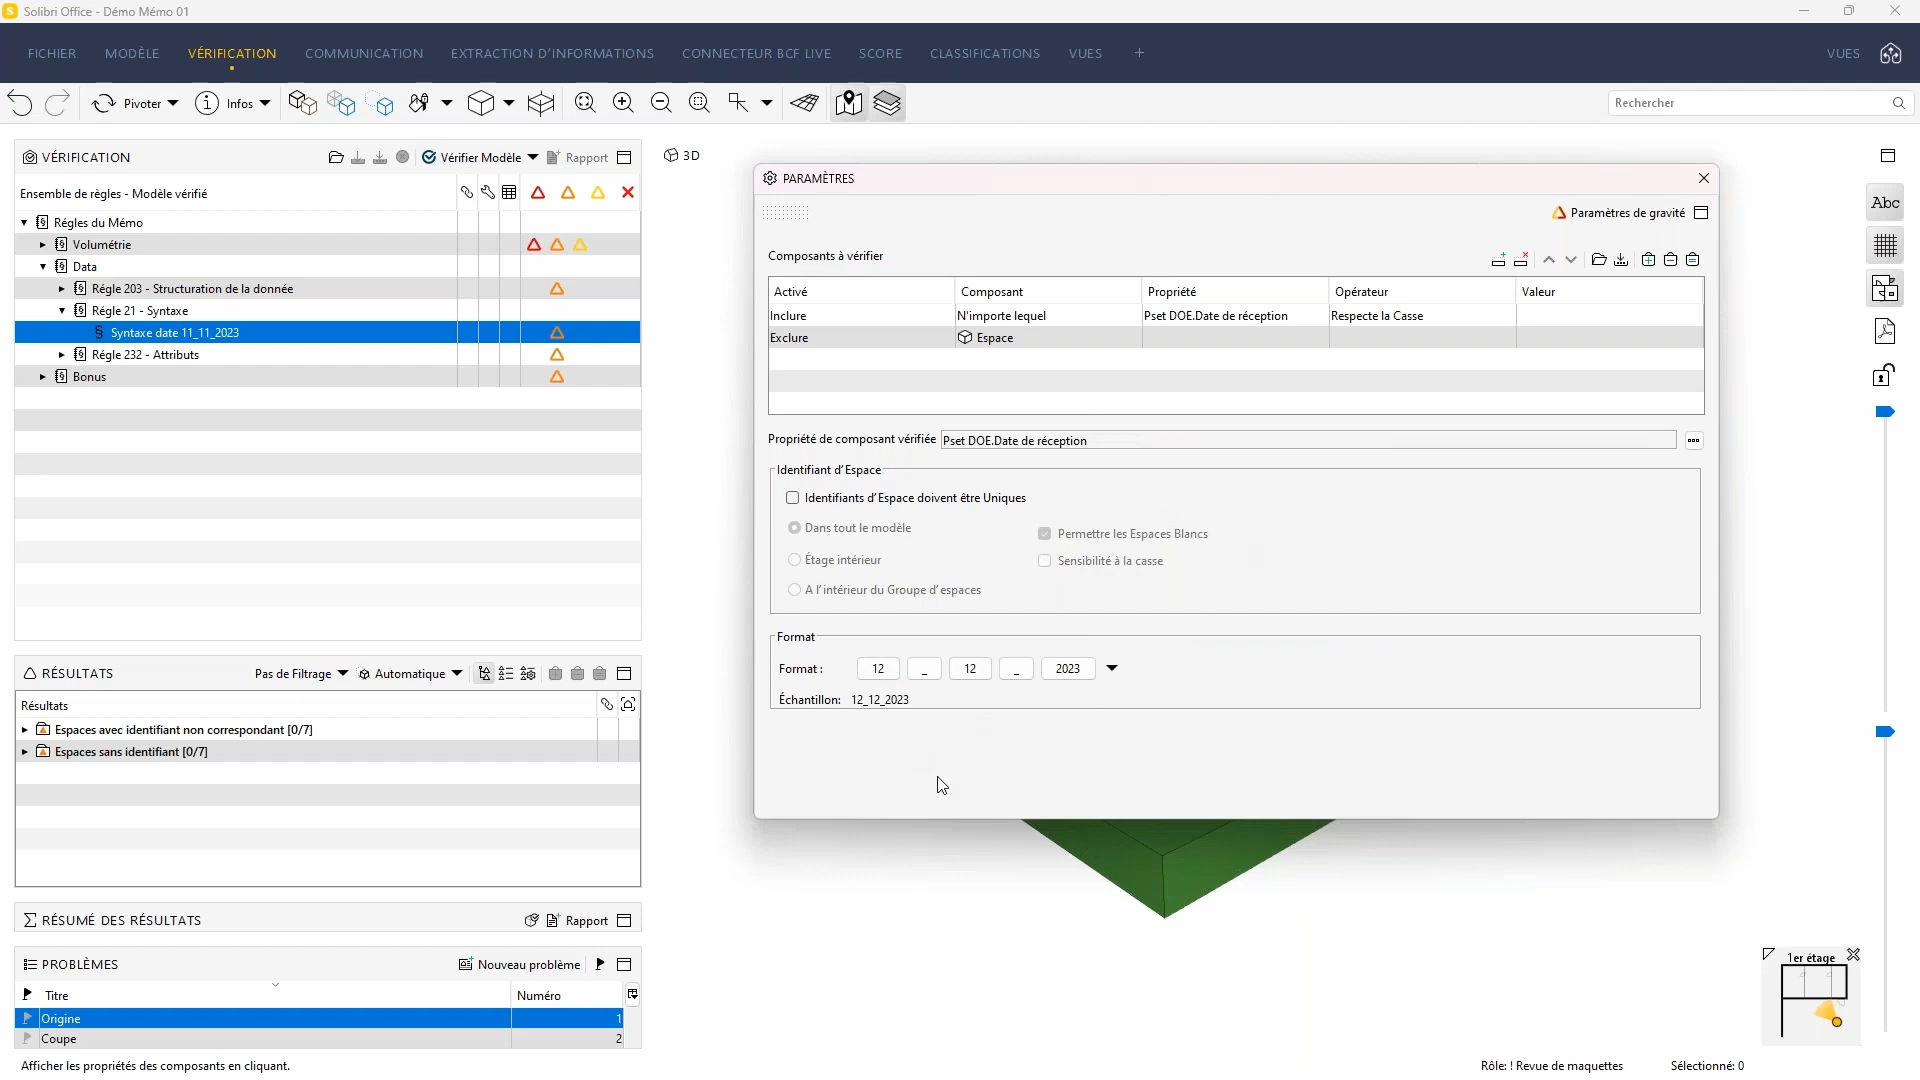 Solibri Office - Démo Mémo 01
FICHIER MODÈLE VÉRIFICATION COMMUNICATION EXTRACTION D'INFORMATIONS CONNECTEUR BCF LIVE SCORE CLASSIFICATIONS VUES + VUES
Pivoter Infos Rechercher
VÉRIFICATION Vérifier Modèle Rapport
Ensemble de règles - Modèle vérifié
Régles du Mémo
Volumétrie
Data
Régle 203 - Structuration de la donnée
Régle 21 - Syntaxe
§ Syntaxe date 11_11_2023
Régle 232 - Attributs
Bonus
RÉSULTATS Pas de Filtrage Automatique
Résultats
Espaces avec identifiant non correspondant [0/7]
Espaces sans identifiant [0/7]
RÉSUMÉ DES RÉSULTATS Rapport
PROBLÈMES Nouveau problème
Titre Numéro
Origine 1
Coupe 2
Afficher les propriétés des composants en cliquant.
3D
PARAMÈTRES
Paramètres de gravité
Composants à vérifier
Activé Composant Propriété Opérateur Valeur
Inclure N'importe lequel Pset DOE.Date de réception Respecte la Casse
Exclure Espace
Propriété de composant vérifiée Pset DOE.Date de réception
Identifiant d'Espace
Identifiants d'Espace doivent être Uniques
Dans tout le modèle
Permettre les Espaces Blancs
Étage intérieur
Sensibilité à la casse
A l'intérieur du Groupe d'espaces
Format
Format : 12 _ 12 _ 2023
Échantillon: 12_12_2023
Abc
1er étage
Rôle: ! Revue de maquettes Sélectionné: 0